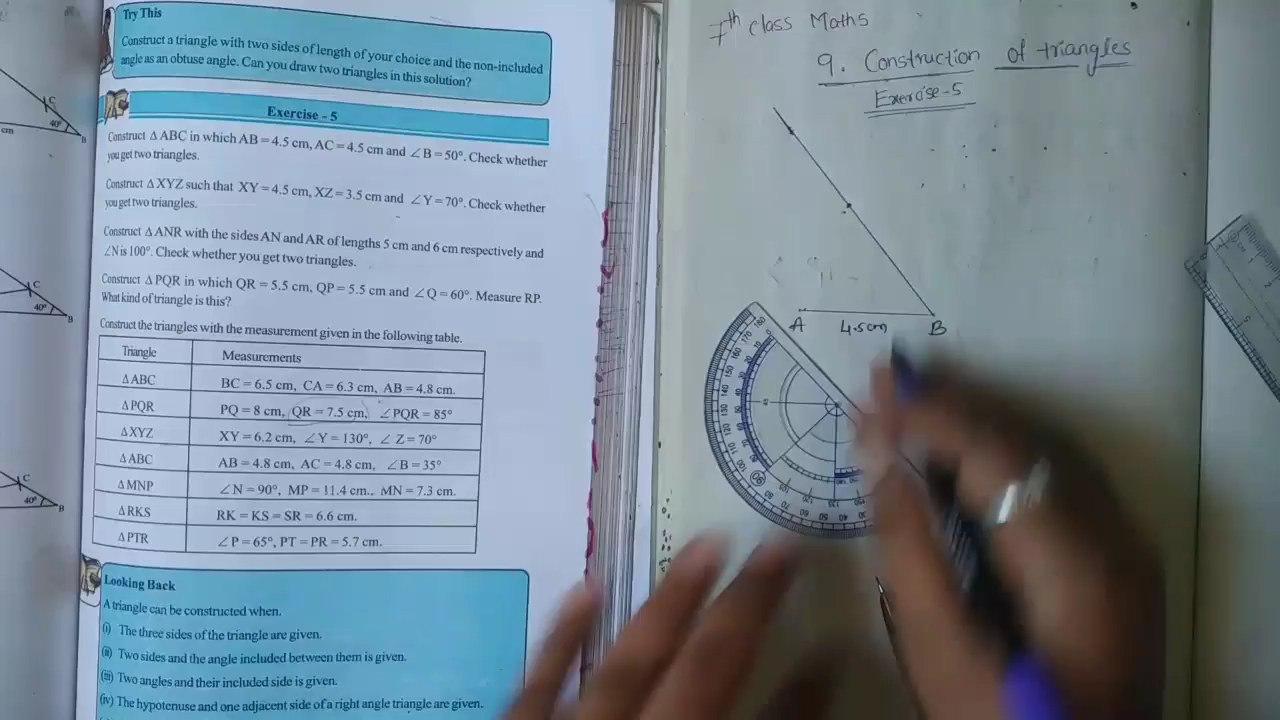 Try This
Construct a triangle with two sides of length of your choice and the non-included
angle as an obtuse angle. Can you draw two triangles in this solution?
Exercise - 5
Construct Δ ABC in which AB = 4.5 cm, AC = 4.5 cm and ∠B = 50°. Check whether
you get two triangles.
Construct Δ XYZ such that XY = 4.5 cm, XZ = 3.5 cm and ∠Y = 70°. Check whether
you get two triangles.
Construct Δ ANR with the sides AN and AR of lengths 5 cm and 6 cm respectively and
∠N is 100°. Check whether you get two triangles.
Construct Δ PQR in which QR = 5.5 cm, QP = 5.5 cm and ∠Q = 60°. Measure RP.
What kind of triangle is this?
Construct the triangles with the measurement given in the following table.
Triangle Measurements
Δ ABC BC = 6.5 cm, CA = 6.3 cm, AB = 4.8 cm.
Δ PQR PQ = 8 cm, QR = 7.5 cm, ∠PQR = 85°
Δ XYZ XY = 6.2 cm, ∠Y = 130°, ∠Z = 70°
Δ ABC AB = 4.8 cm, AC = 4.8 cm, ∠B = 35°
Δ MNP ∠N = 90°, MP = 11.4 cm., MN = 7.3 cm.
Δ RKS RK = KS = SR = 6.6 cm.
Δ PTR ∠P = 65°, PT = PR = 5.7 cm.
Looking Back
A triangle can be constructed when.
(i) The three sides of the triangle are given.
(ii) Two sides and the angle included between them is given.
(iii) Two angles and their included side is given.
(iv) The hypotenuse and one adjacent side of a right angle triangle are given.
C
40°
B
cm
C
40°
B
C
40°
B
7th class Maths
9. Construction of triangles
Exercise-5
A 4.5cm B